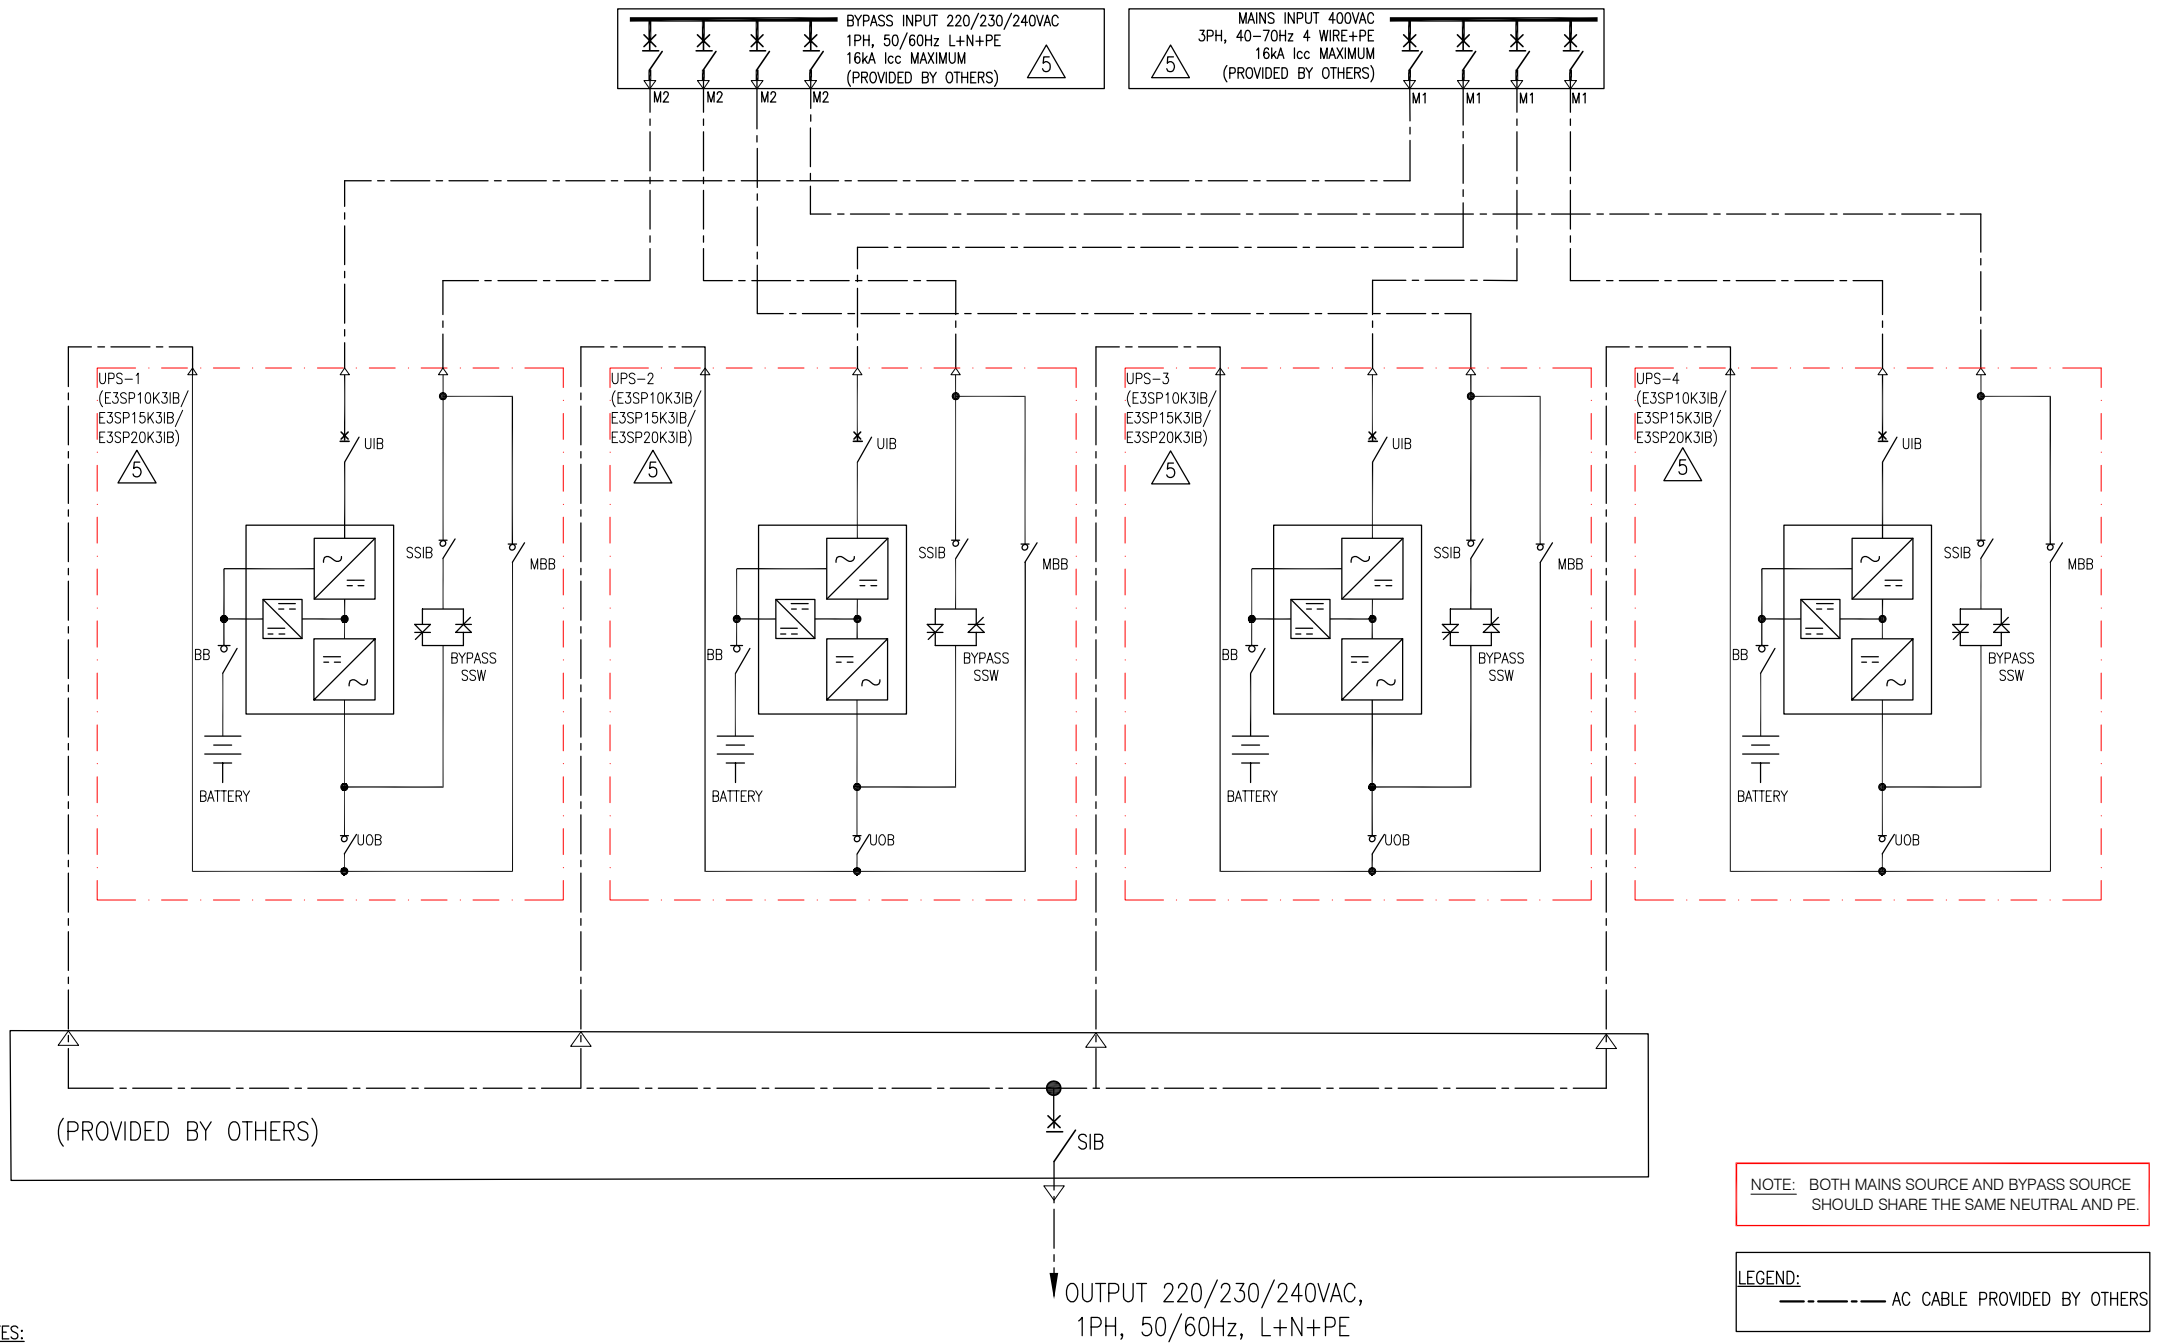 BYPASS INPUT 220/230/240VAC
1PH, 50/60Hz L+N+PE
16kA Icc MAXIMUM
(PROVIDED BY OTHERS)
5
MAINS INPUT 400VAC
3PH, 40-70Hz 4 WIRE+PE
16kA Icc MAXIMUM
(PROVIDED BY OTHERS)
5
M2 M2 M2 M2
M1 M1 M1 M1
UPS-1
(E3SP10K3IB/
E3SP15K3IB/
E3SP20K3IB)
5
UIB
SSIB
MBB
BB
BYPASS
SSW
BATTERY
UOB
UPS-2
(E3SP10K3IB/
E3SP15K3IB/
E3SP20K3IB)
5
UIB
SSIB
MBB
BB
BYPASS
SSW
BATTERY
UOB
UPS-3
(E3SP10K3IB/
E3SP15K3IB/
E3SP20K3IB)
5
UIB
SSIB
MBB
BB
BYPASS
SSW
BATTERY
UOB
UPS-4
(E3SP10K3IB/
E3SP15K3IB/
E3SP20K3IB)
5
UIB
SSIB
MBB
BB
BYPASS
SSW
BATTERY
UOB
(PROVIDED BY OTHERS)
SIB
OUTPUT 220/230/240VAC,
1PH, 50/60Hz, L+N+PE
NOTE: BOTH MAINS SOURCE AND BYPASS SOURCE
SHOULD SHARE THE SAME NEUTRAL AND PE.
LEGEND:
AC CABLE PROVIDED BY OTHERS